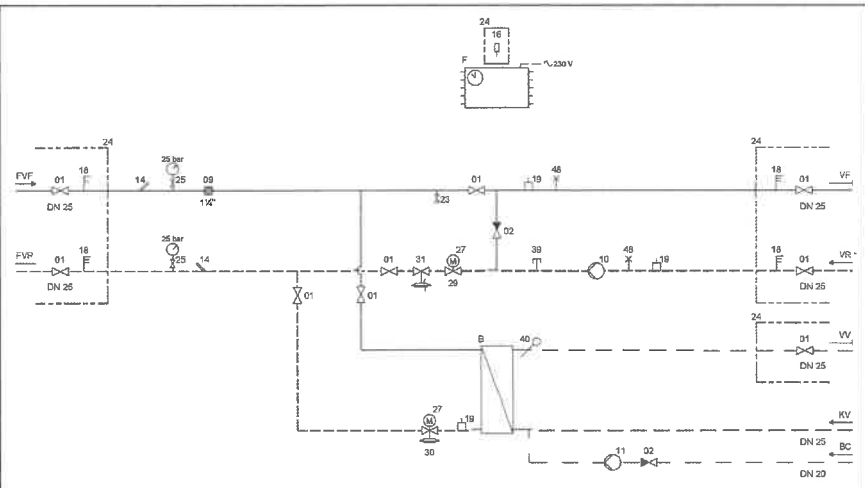 24
16
F
V
~ 230 V
24
25 bar
24
FVF
01
18
14
25
09
01
19
48
18
01
VF
DN 25
1¼"
23
DN 25
02
25 bar
27
FVR
01
18
25
14
01
31
M
39
10
48
19
18
01
VR
DN 25
29
DN 25
01
01
24
B
40
01
VV
DN 25
27
19
KV
M
DN 25
30
11
02
BC
DN 20